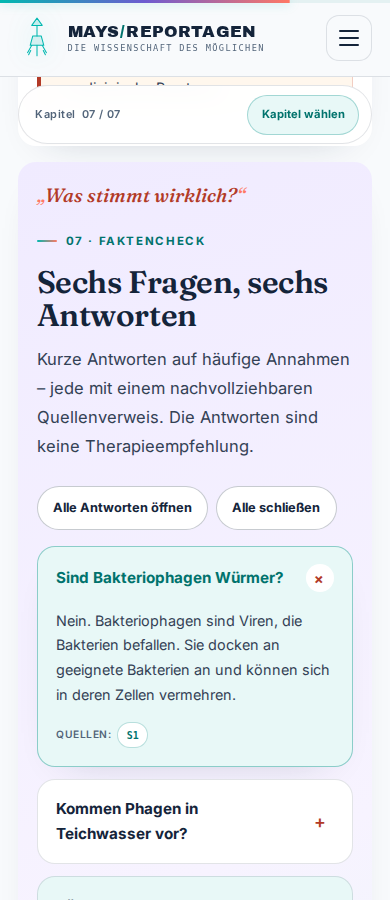 MAYS/REPORTAGEN
DIE WISSENSCHAFT DES MÖGLICHEN
Kapitel 07 / 07
Kapitel wählen
„Was stimmt wirklich?“
07 · FAKTENCHECK
Sechs Fragen, sechs
Antworten
Kurze Antworten auf häufige Annahmen
– jede mit einem nachvollziehbaren
Quellenverweis. Die Antworten sind
keine Therapieempfehlung.
Alle Antworten öffnen
Alle schließen
Sind Bakteriophagen Würmer?
×
Nein. Bakteriophagen sind Viren, die
Bakterien befallen. Sie docken an
geeignete Bakterien an und können sich
in deren Zellen vermehren.
QUELLEN: S1
Kommen Phagen in
Teichwasser vor?
+